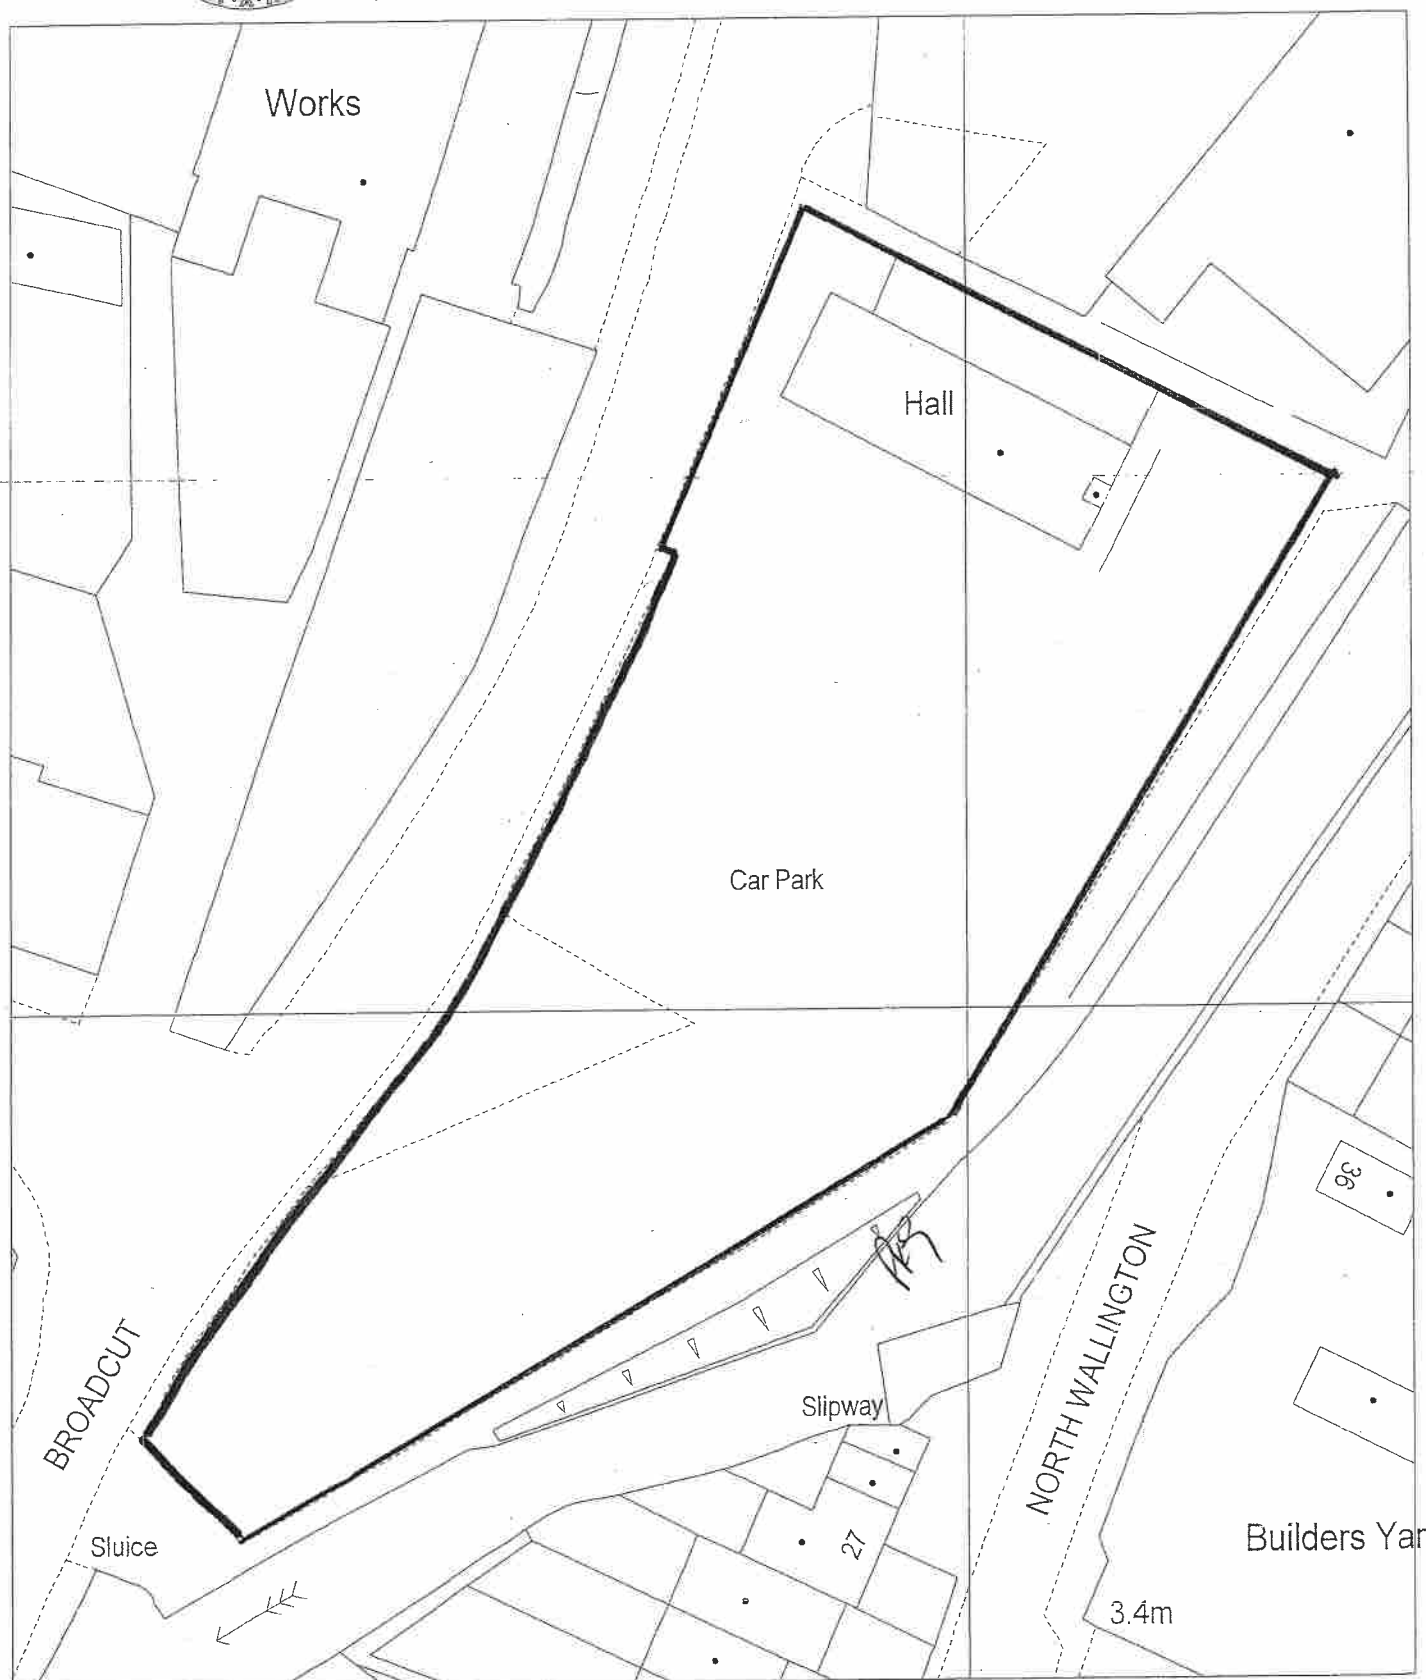 Works
Hall
Car Park
36
BROADCUT
NORTH WALLINGTON
Slipway
27
Sluice
Builders Yar
3.4m